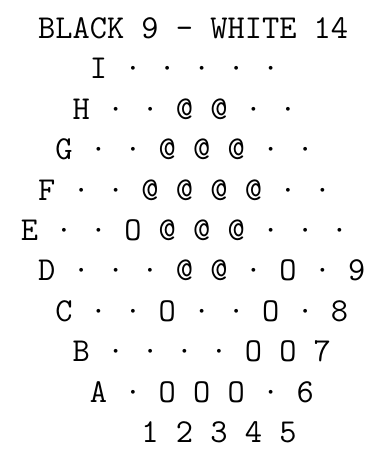 BLACK 9 - WHITE 14
I · · · · ·
H · · @ @ · ·
G · · @ @ @ · ·
F · · @ @ @ @ · ·
E · · O @ @ @ · · ·
D · · · @ @ · O · 9
C · · O · · O · 8
B · · · · O O 7
A · O O O · 6
1 2 3 4 5